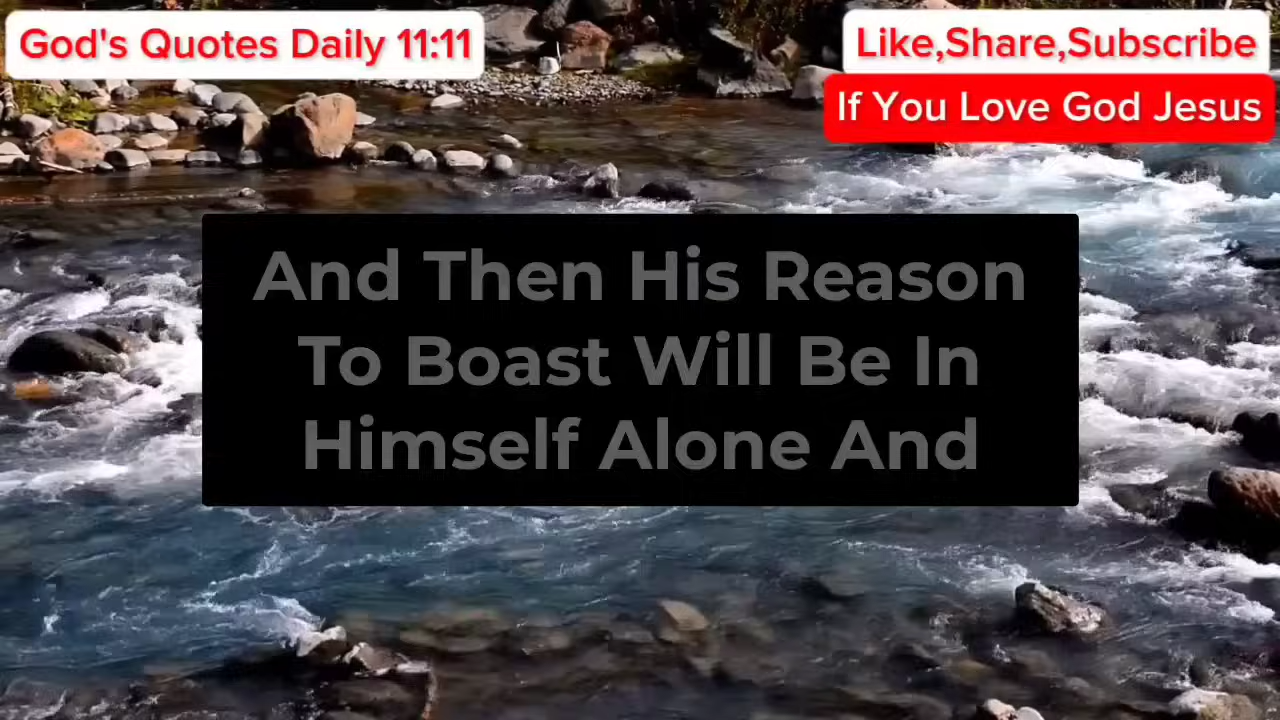 God's Quotes Daily 11:11
Like,Share,Subscribe
If You Love God Jesus
And Then His Reason
To Boast Will Be In
Himself Alone And